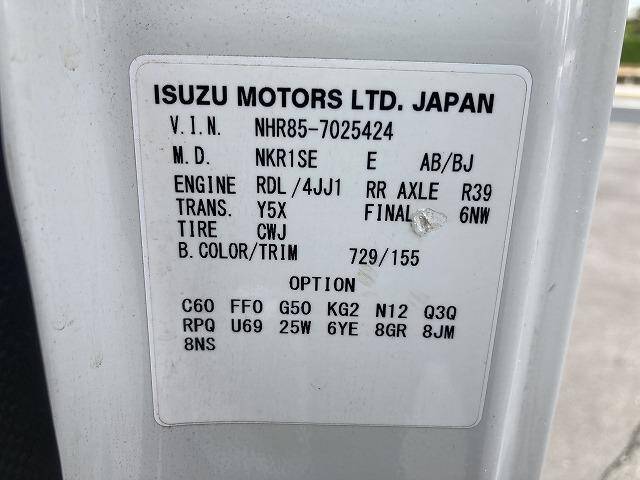 ISUZU MOTORS LTD. JAPAN
V.I.N. NHR85-7025424
M.D. NKR1SE E AB/BJ
ENGINE RDL/4JJ1 RR AXLE R39
TRANS. Y5X FINAL 6NW
TIRE CWJ
B.COLOR/TRIM 729/155
OPTION
C60 FF0 G50 KG2 N12 Q3Q
RPQ U69 25W 6YE 8GR 8JM
8NS